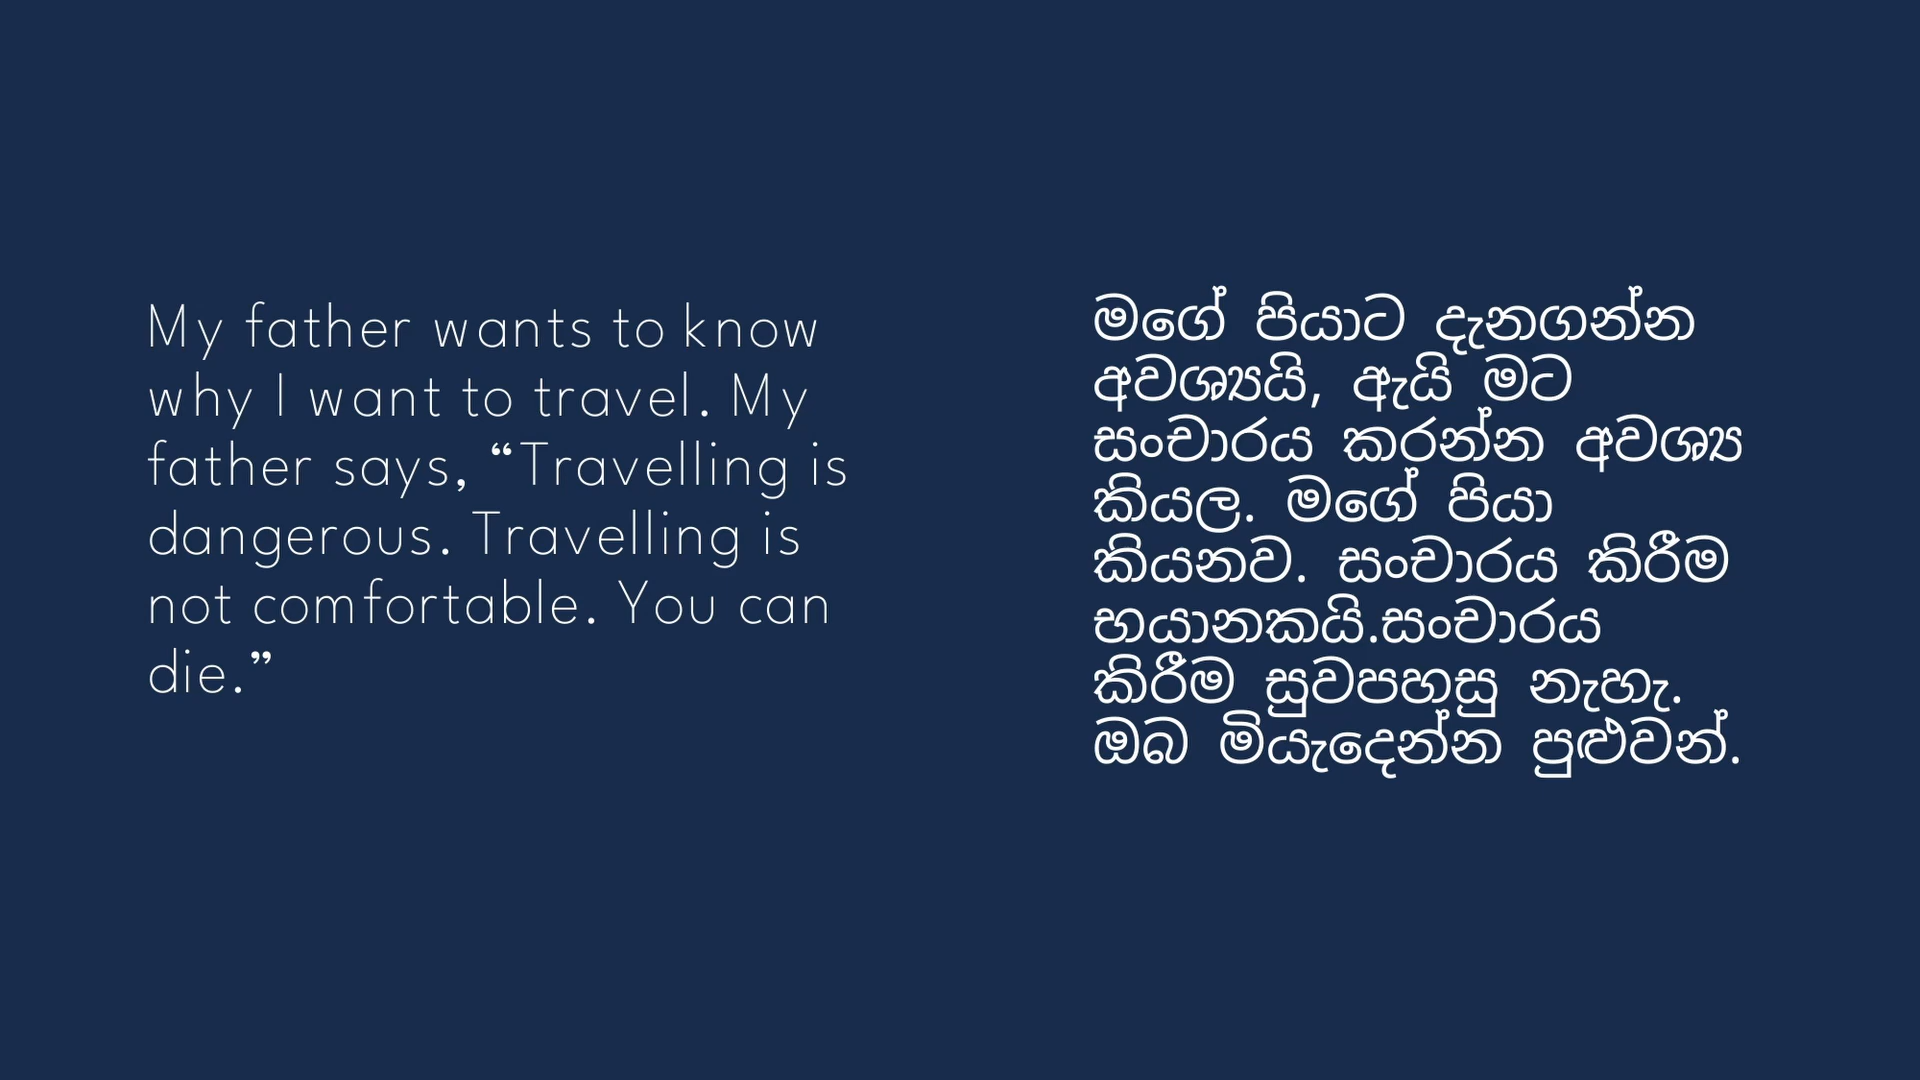 My father wants to know
why I want to travel. My
father says, “Travelling is
dangerous. Travelling is
not comfortable. You can
die.”
මගේ පියාට දැනගන්න
අවශ්‍යයි, ඇයි මට
සංචාරය කරන්න අවශ්‍ය
කියල. මගේ පියා
කියනව. සංචාරය කිරීම
භයානකයි.සංචාරය
කිරීම සුවපහසු නැහැ.
ඔබ මියැදෙන්න පුළුවන්.